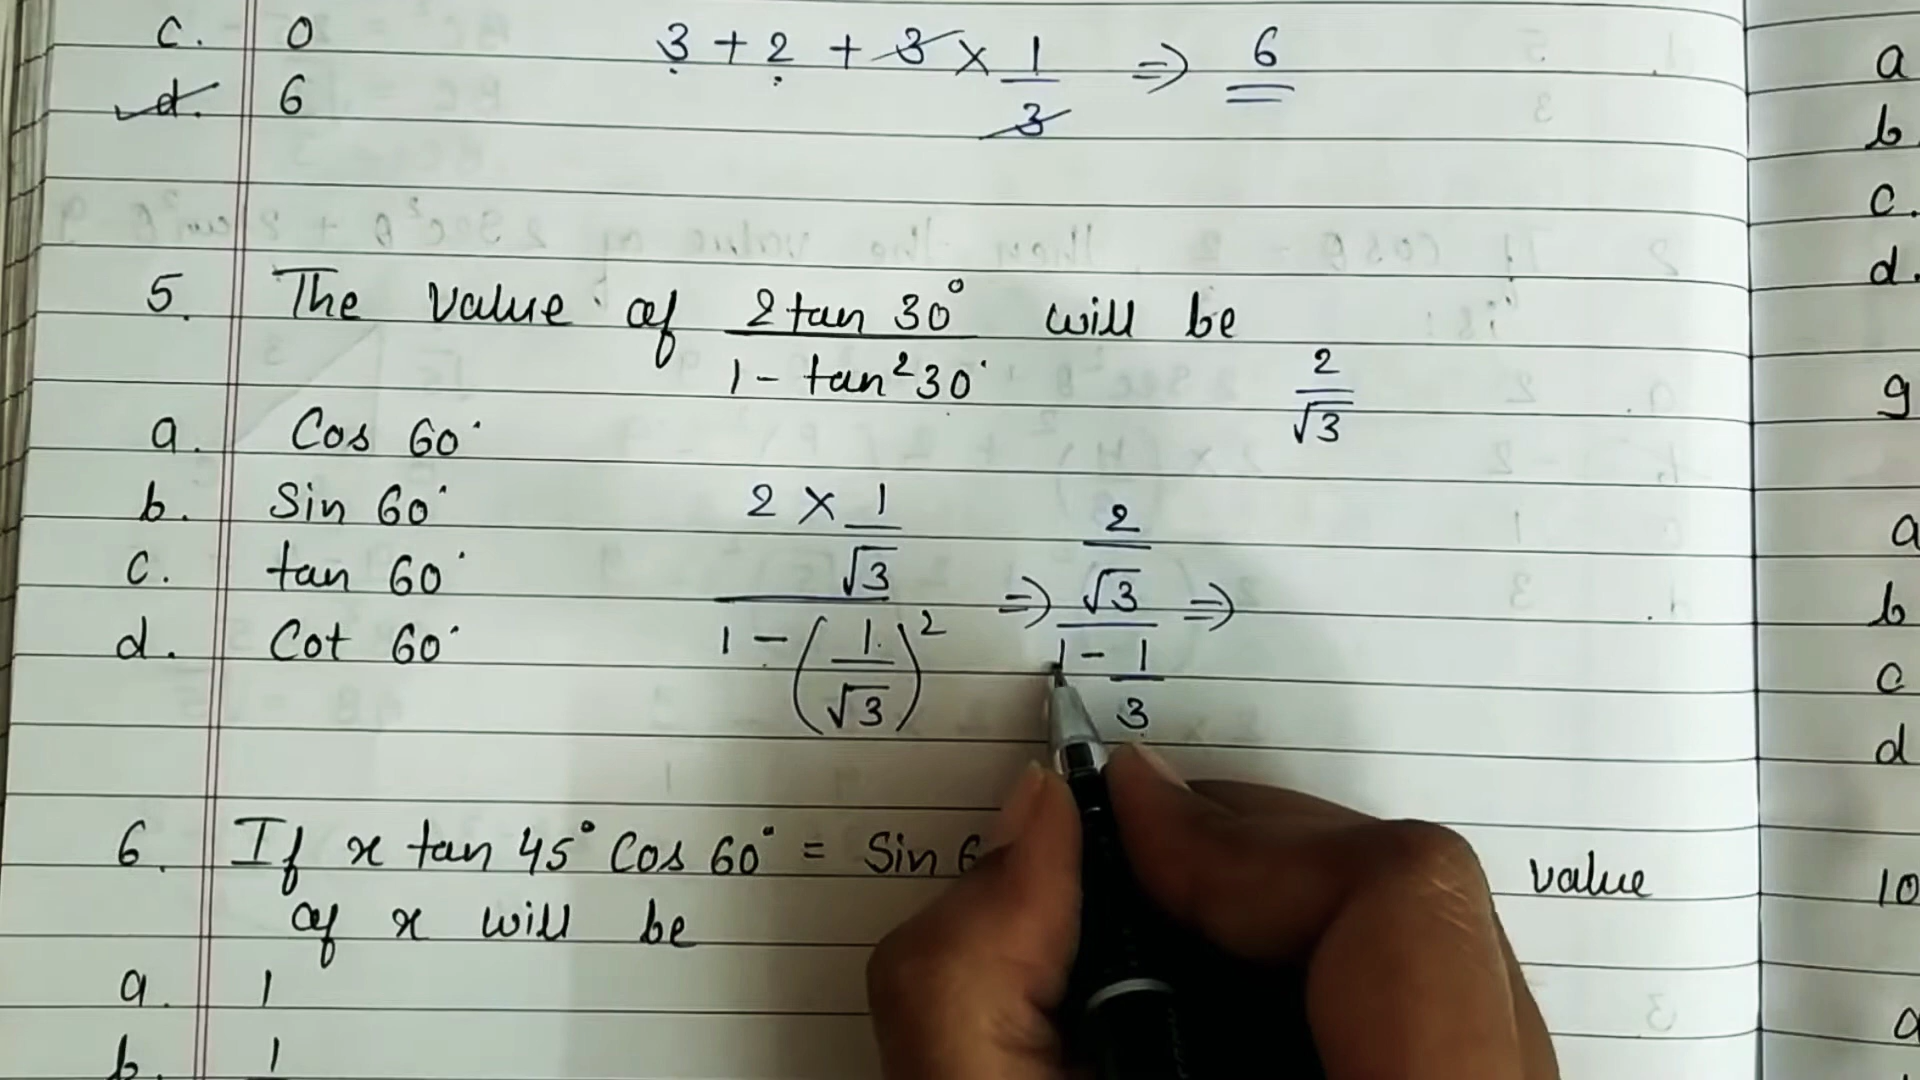 c. 0
3 + 2 + 3 × 1/3 ⇒ 6
d. 6
5. The value of 2 tan 30° / 1 - tan² 30° will be
2/√3
a. Cos 60°
b. Sin 60°
c. tan 60°
d. Cot 60°
2 × 1/√3 / 1 - (1/√3)² ⇒ 2/√3 / 1 - 1/3 ⇒
6. If x tan 45° Cos 60° = Sin 6 value
of x will be
a. 1
b. 1
a
b.
c.
d.
9
a
b
c
d
10
a